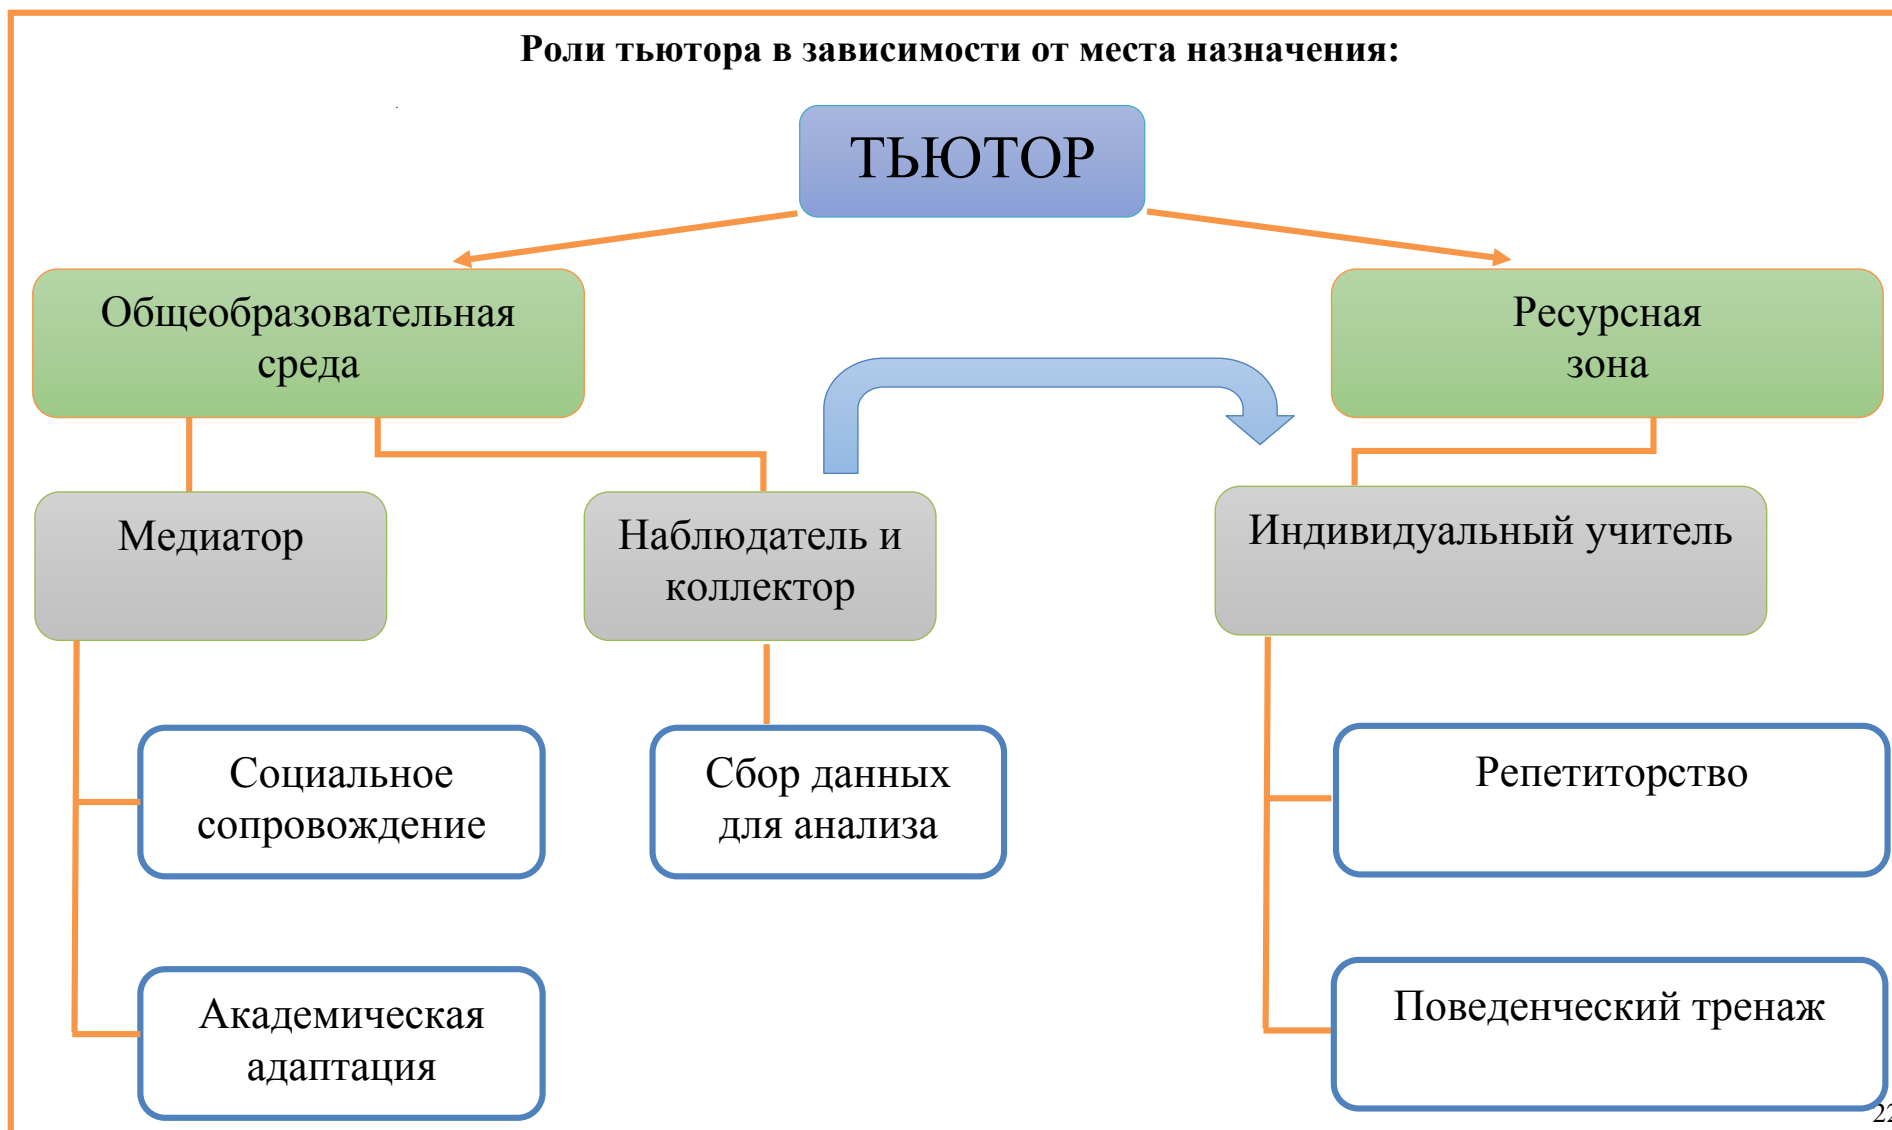 Роли тьютора в зависимости от места назначения:
ТЬЮТОР
Общеобразовательная
среда
Ресурсная
зона
Медиатор
Наблюдатель и
коллектор
Индивидуальный учитель
Социальное
сопровождение
Сбор данных
для анализа
Репетиторство
Академическая
адаптация
Поведенческий тренаж
22